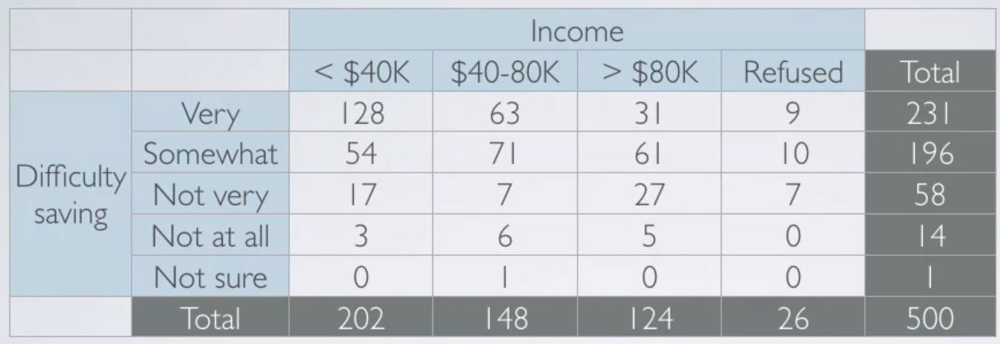 Income
< $40K $40-80K > $80K Refused Total
Difficulty saving
Very 128 63 31 9 231
Somewhat 54 71 61 10 196
Not very 17 7 27 7 58
Not at all 3 6 5 0 14
Not sure 0 1 0 0 1
Total 202 148 124 26 500